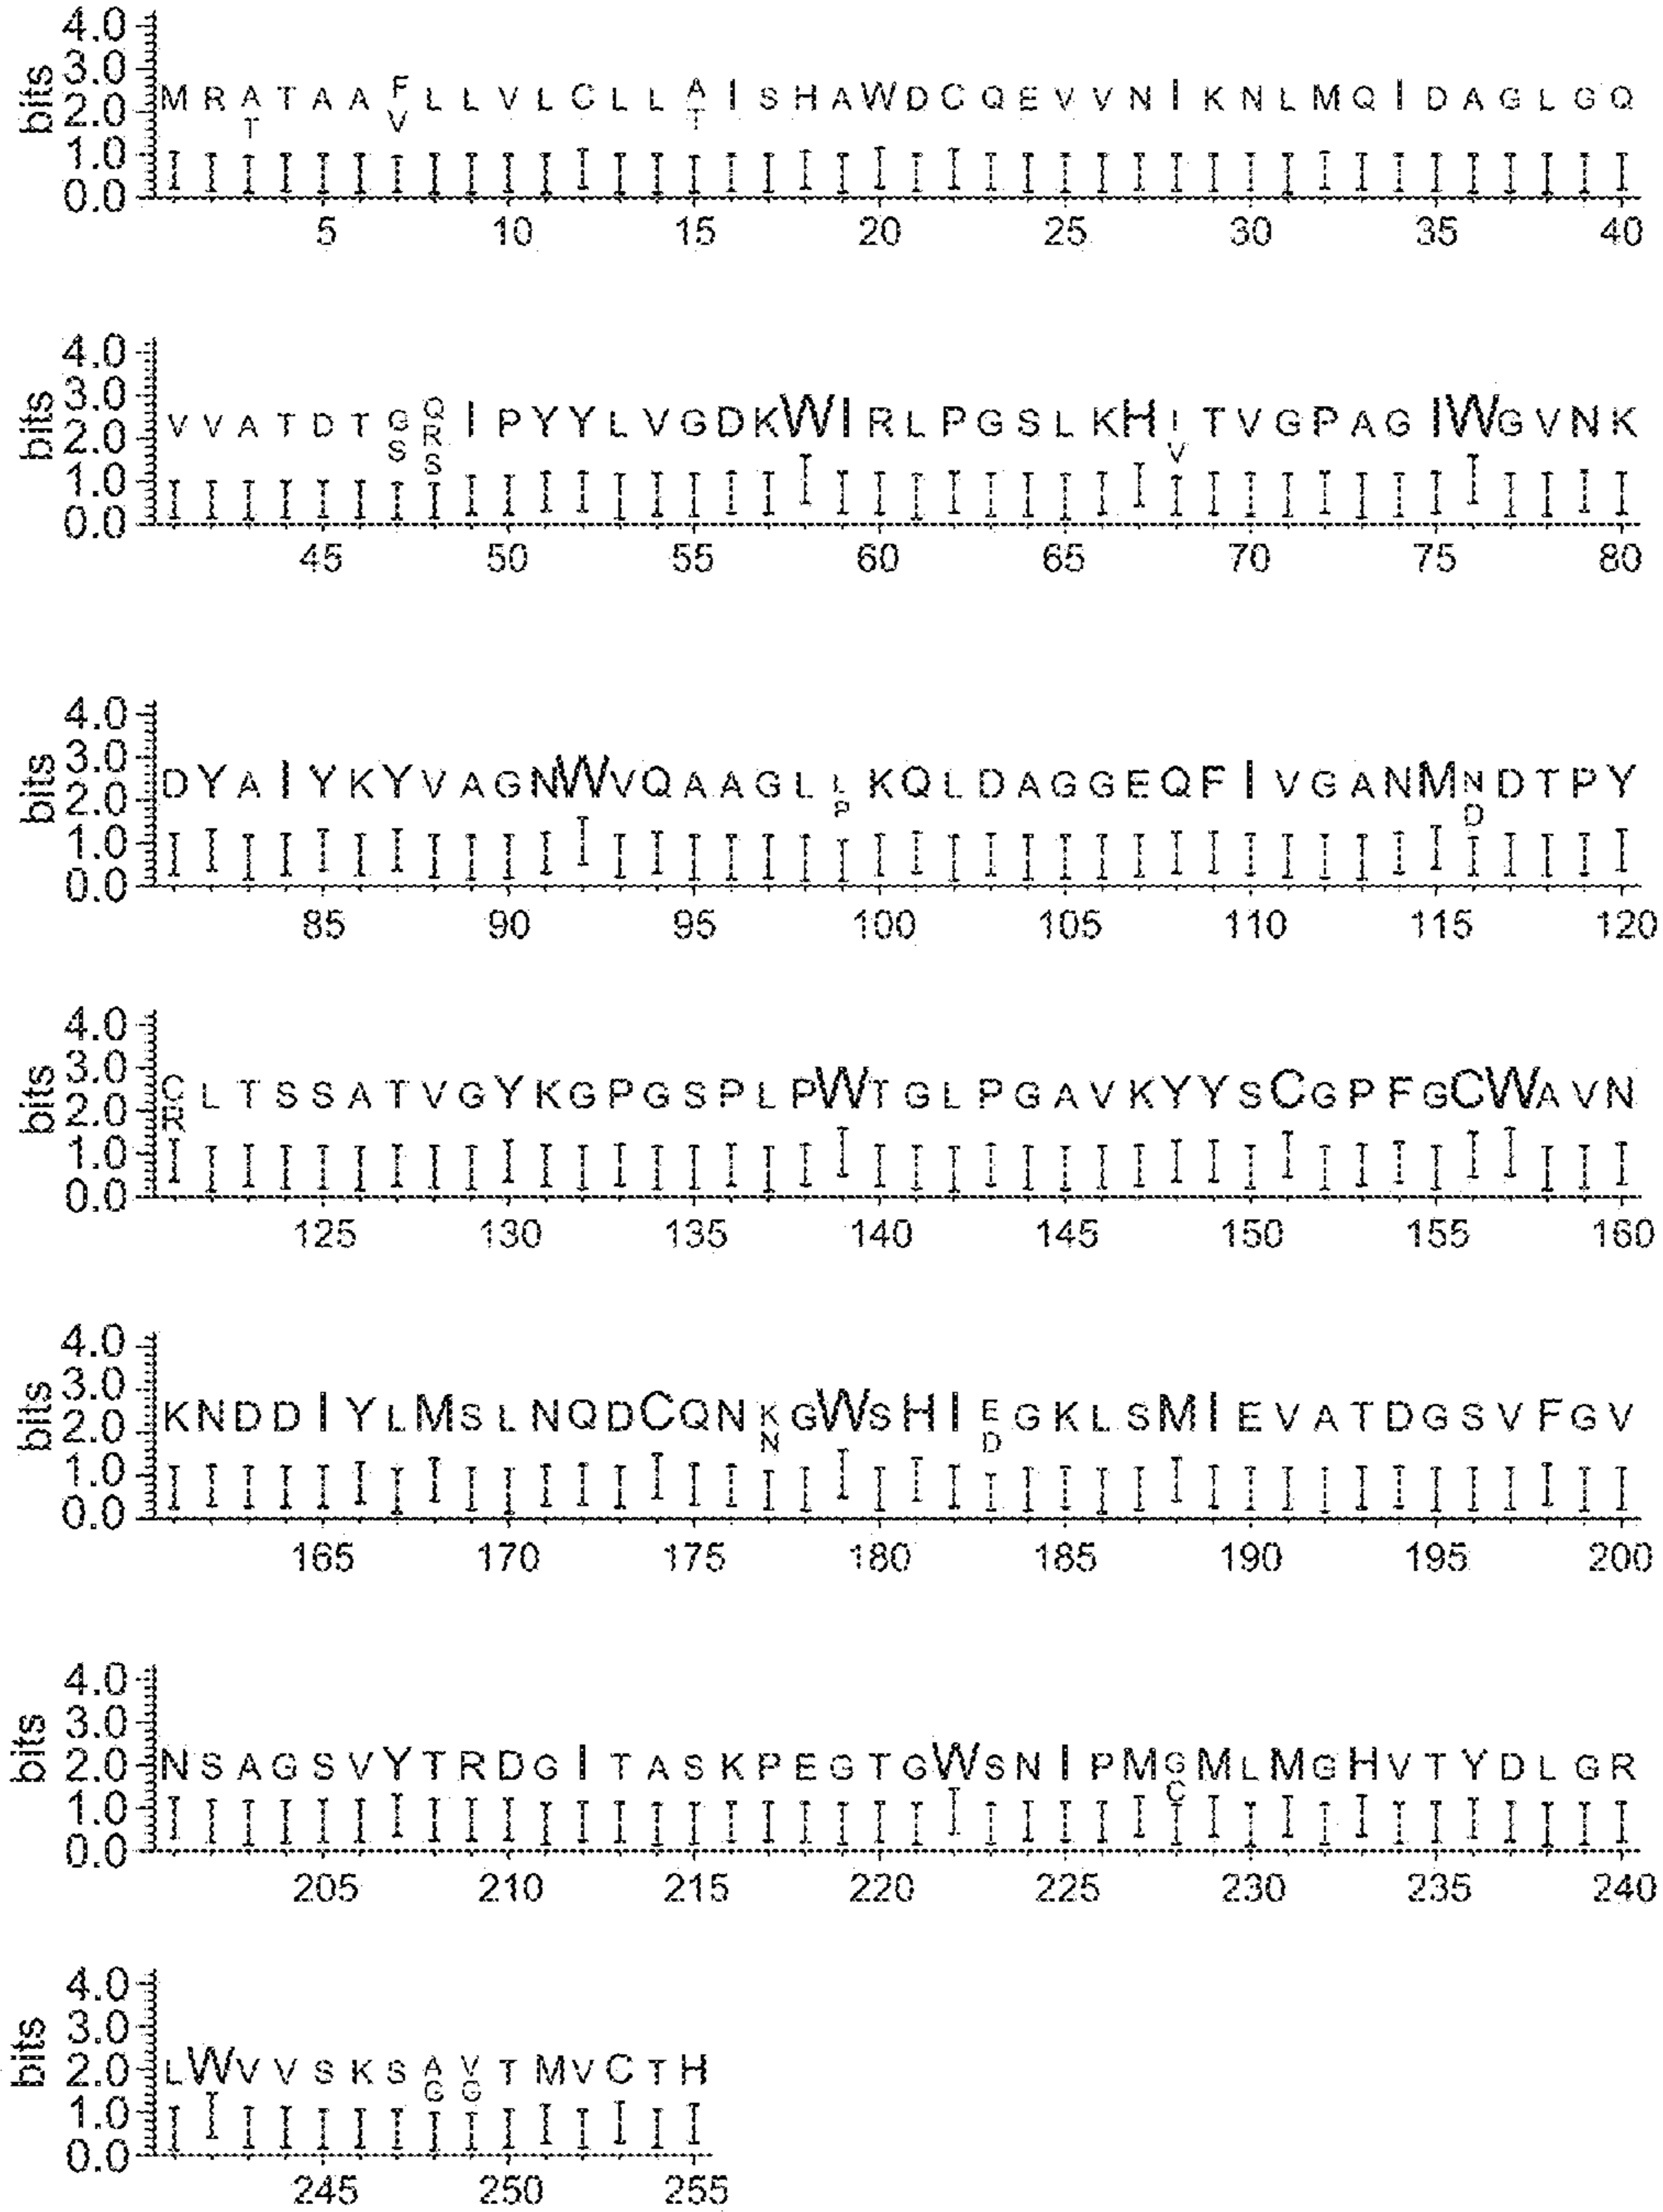 bits
4.0
3.0
2.0
1.0
0.0
M R A T A A F L L V L C L L A I S H A W D C Q E V V N I K N L M Q I D A G L G Q
T V T
5 10 15 20 25 30 35 40
bits
4.0
3.0
2.0
1.0
0.0
V V A T D T G Q I P Y Y L V G D K W I R L P G S L K H I T V G P A G I W G V N K
S R V
S
45 50 55 60 65 70 75 80
bits
4.0
3.0
2.0
1.0
0.0
D Y A I Y K Y V A G N W V Q A A G L L K Q L D A G G E Q F I V G A N M N D T P Y
P D
85 90 95 100 105 110 115 120
bits
4.0
3.0
2.0
1.0
0.0
C L T S S A T V G Y K G P G S P L P W T G L P G A V K Y Y S C G P F G C W A V N
R
125 130 135 140 145 150 155 160
bits
4.0
3.0
2.0
1.0
0.0
K N D D I Y L M S L N Q D C Q N K G W S H I E G K L S M I E V A T D G S V F G V
N D
165 170 175 180 185 190 195 200
bits
4.0
3.0
2.0
1.0
0.0
N S A G S V Y T R D G I T A S K P E G T G W S N I P M G M L M G H V T Y D L G R
C
205 210 215 220 225 230 235 240
bits
4.0
3.0
2.0
1.0
0.0
L W V V S K S A V T M V C T H
G G
245 250 255